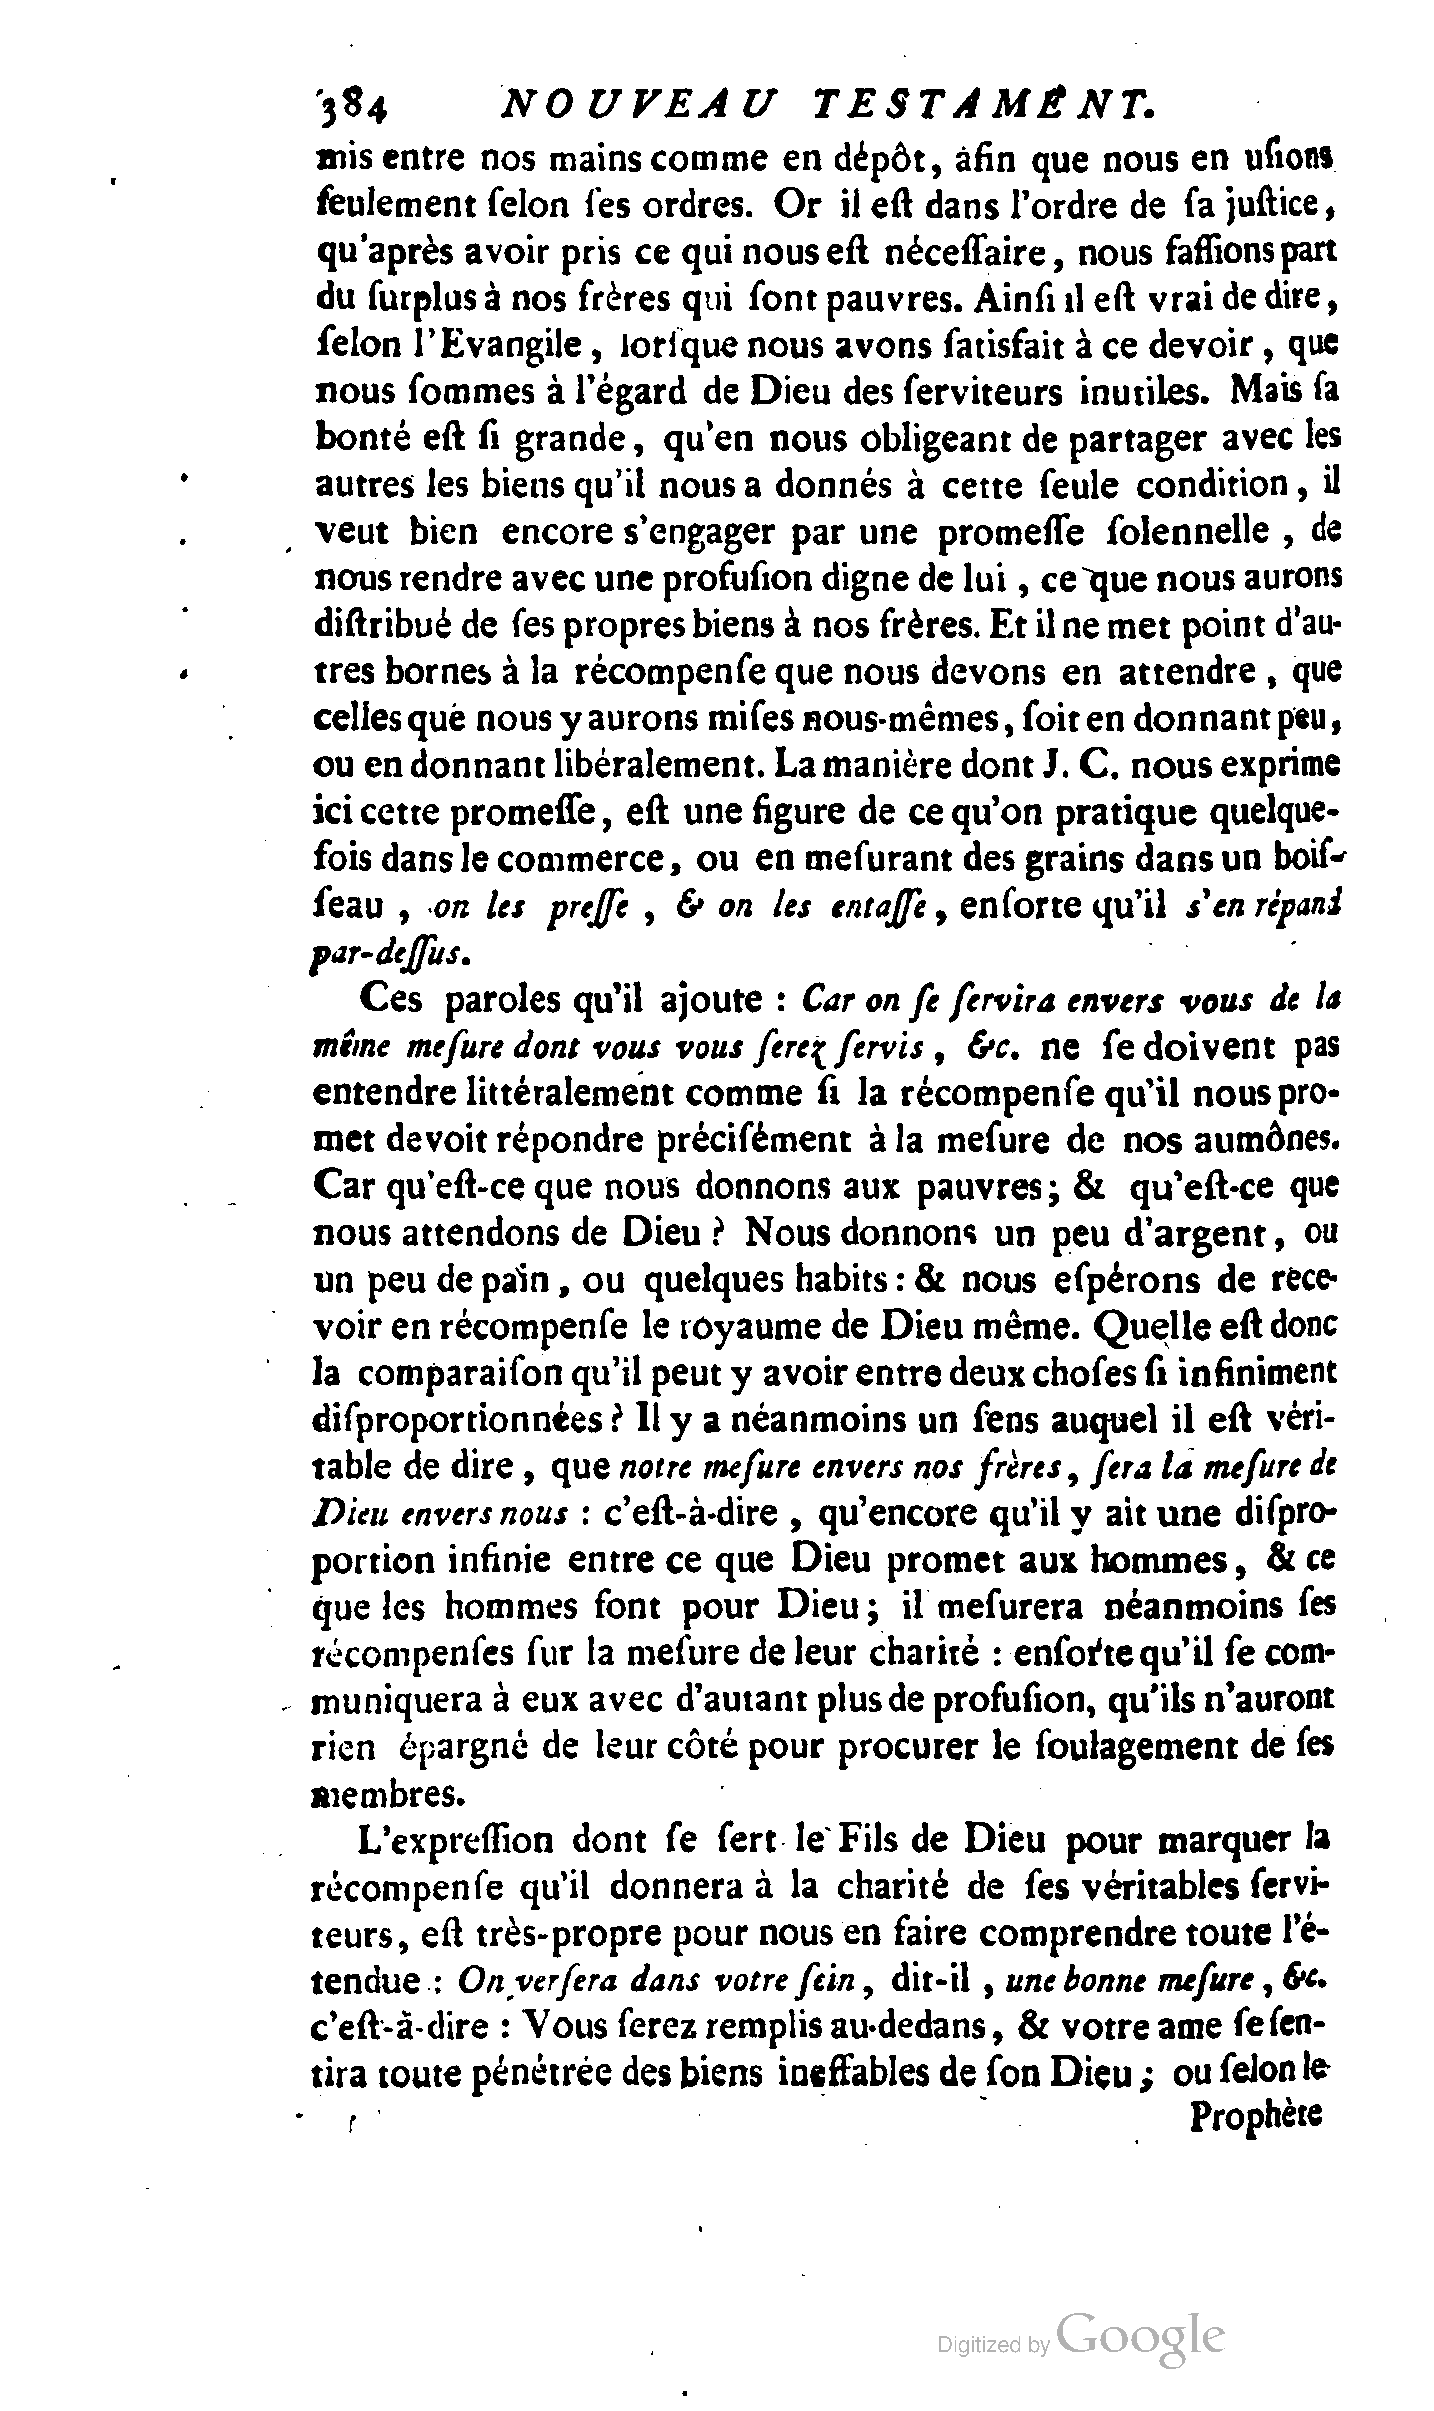 384 NOUVEAU TESTAMENT.
mis entre nos mains comme en dépôt, afin que nous en uſions
ſeulement ſelon ſes ordres. Or il eſt dans l'ordre de ſa juſtice,
qu'après avoir pris ce qui nous eſt néceſſaire, nous faſſions part
du ſurplus à nos frères qui ſont pauvres. Ainſi il eſt vrai de dire,
ſelon l'Evangile, lorſque nous avons ſatisfait à ce devoir, que
nous ſommes à l'égard de Dieu des ſerviteurs inutiles. Mais ſa
bonté eſt ſi grande, qu'en nous obligeant de partager avec les
autres les biens qu'il nous a donnés à cette ſeule condition, il
veut bien encore s'engager par une promeſſe ſolennelle, de
nous rendre avec une profuſion digne de lui, ce que nous aurons
diſtribué de ſes propres biens à nos frères. Et il ne met point d'au-
tres bornes à la récompenſe que nous devons en attendre, que
celles que nous y aurons miſes nous-mêmes, ſoit en donnant peu,
ou en donnant libéralement. La manière dont J. C. nous exprime
ici cette promeſſe, eſt une figure de ce qu'on pratique quelque-
fois dans le commerce, ou en meſurant des grains dans un boiſ-
ſeau, on les preſſe, & on les entaſſe, enſorte qu'il s'en répand
par-deſſus.
Ces paroles qu'il ajoute : Car on ſe ſervira envers vous de la
même meſure dont vous vous ſerez ſervis, &c. ne ſe doivent pas
entendre littéralement comme ſi la récompenſe qu'il nous pro-
met devoit répondre préciſément à la meſure de nos aumônes.
Car qu'eſt-ce que nous donnons aux pauvres; & qu'eſt-ce que
nous attendons de Dieu ? Nous donnons un peu d'argent, ou
un peu de pain, ou quelques habits : & nous eſpérons de rece-
voir en récompenſe le royaume de Dieu même. Quelle eſt donc
la comparaiſon qu'il peut y avoir entre deux choſes ſi infiniment
diſproportionnées ? Il y a néanmoins un ſens auquel il eſt véri-
table de dire, que notre meſure envers nos frères, ſera la meſure de
Dieu envers nous : c'eſt-à-dire, qu'encore qu'il y ait une diſpro-
portion infinie entre ce que Dieu promet aux hommes, & ce
que les hommes font pour Dieu; il meſurera néanmoins ſes
récompenſes ſur la meſure de leur charité : enſorte qu'il ſe com-
muniquera à eux avec d'autant plus de profuſion, qu'ils n'auront
rien épargné de leur côté pour procurer le ſoulagement de ſes
membres.
L'expreſſion dont ſe ſert le Fils de Dieu pour marquer la
récompenſe qu'il donnera à la charité de ſes véritables ſervi-
teurs, eſt très-propre pour nous en faire comprendre toute l'é-
tendue : On verſera dans votre ſein, dit-il, une bonne meſure, &c.
c'eſt-à-dire : Vous ſerez remplis au-dedans, & votre ame ſe ſen-
tira toute pénétrée des biens ineffables de ſon Dieu; ou ſelon le
Prophète
Digitized by Google